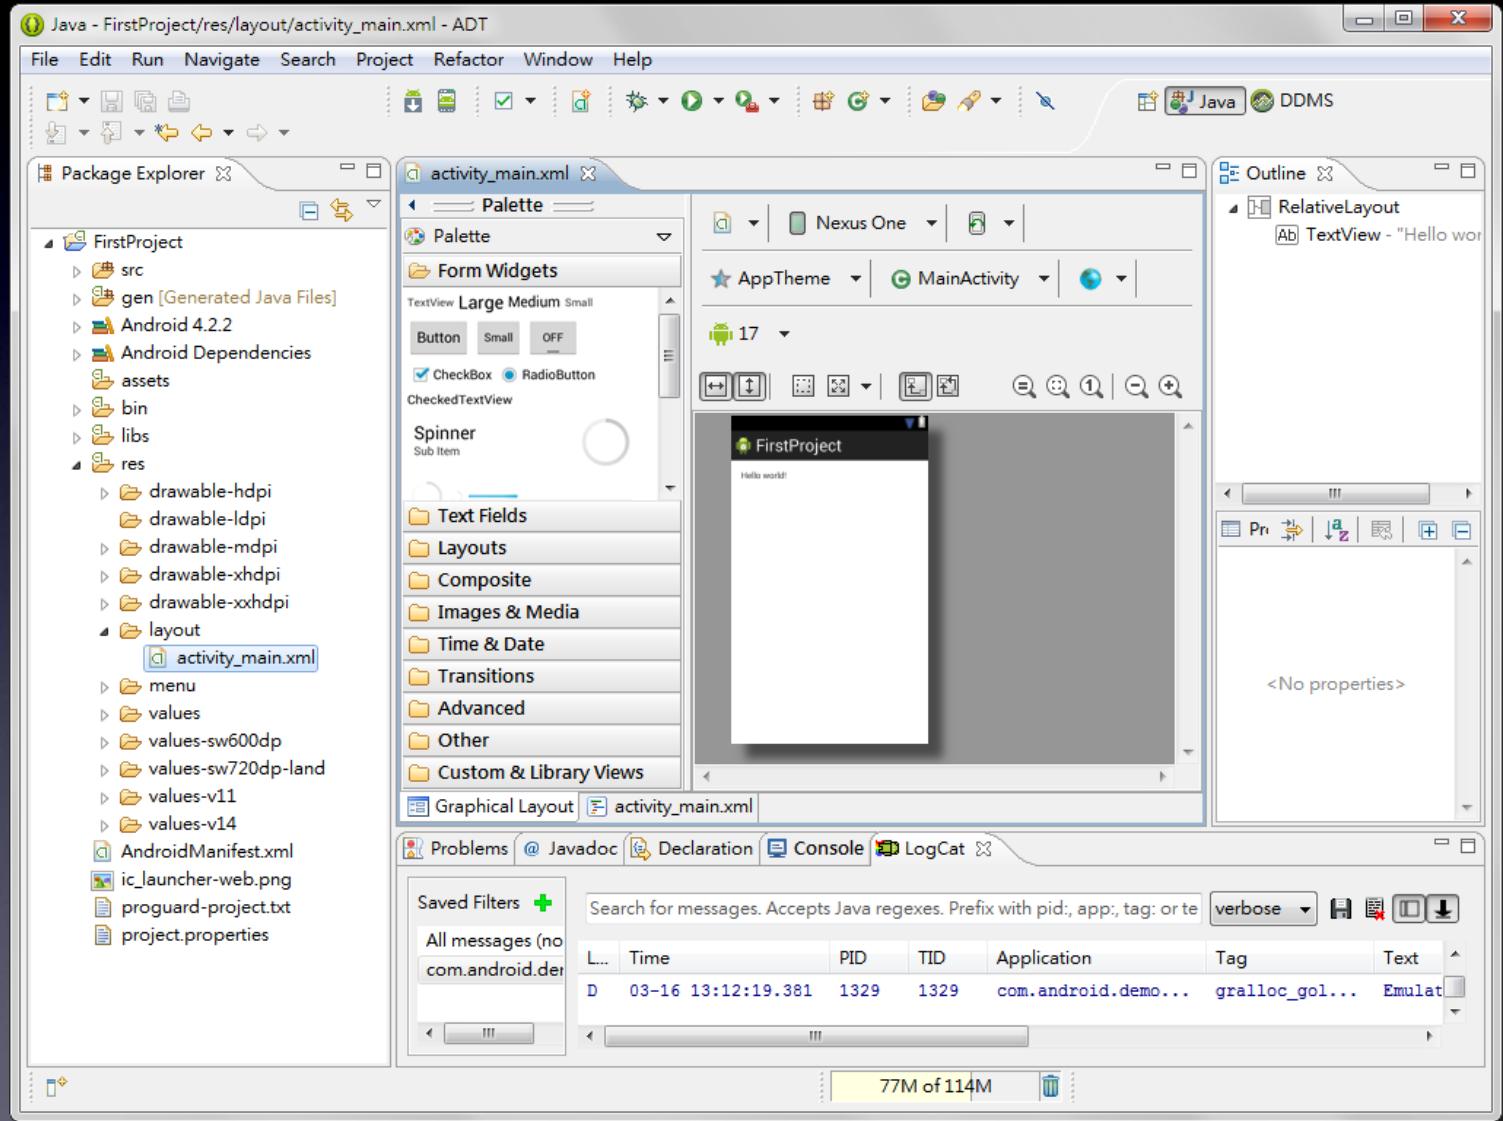 Java - FirstProject/res/layout/activity_main.xml - ADT
File Edit Run Navigate Search Project Refactor Window Help
Java DDMS
Package Explorer
FirstProject
src
gen [Generated Java Files]
Android 4.2.2
Android Dependencies
assets
bin
libs
res
drawable-hdpi
drawable-ldpi
drawable-mdpi
drawable-xhdpi
drawable-xxhdpi
layout
activity_main.xml
menu
values
values-sw600dp
values-sw720dp-land
values-v11
values-v14
AndroidManifest.xml
ic_launcher-web.png
proguard-project.txt
project.properties
activity_main.xml
Palette
Palette
Form Widgets
TextView Large Medium Small
Button Small OFF
CheckBox RadioButton
CheckedTextView
Spinner
Sub Item
Text Fields
Layouts
Composite
Images & Media
Time & Date
Transitions
Advanced
Other
Custom & Library Views
Nexus One
AppTheme MainActivity
17
FirstProject
Hello world!
Graphical Layout activity_main.xml
Outline
RelativeLayout
Ab TextView - "Hello wor
Pr
<No properties>
Problems @ Javadoc Declaration Console LogCat
Saved Filters
All messages (no
com.android.der
Search for messages. Accepts Java regexes. Prefix with pid:, app:, tag: or te
verbose
L... Time PID TID Application Tag Text
D 03-16 13:12:19.381 1329 1329 com.android.demo... gralloc_gol... Emulat
77M of 114M